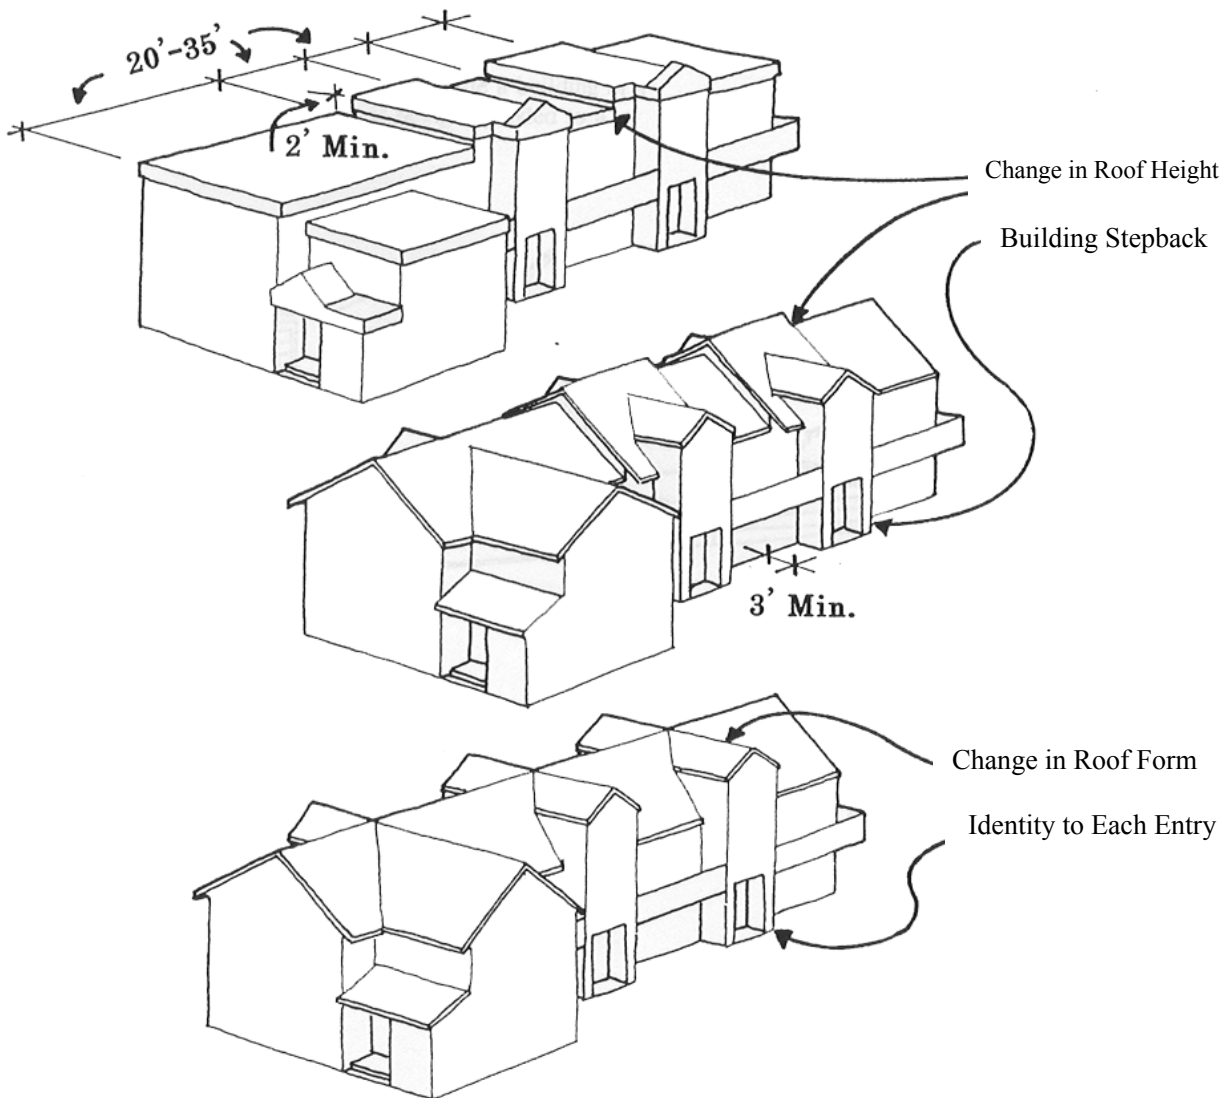 20'-35'
2' Min.
Change in Roof Height
Building Stepback
3' Min.
Change in Roof Form
Identity to Each Entry